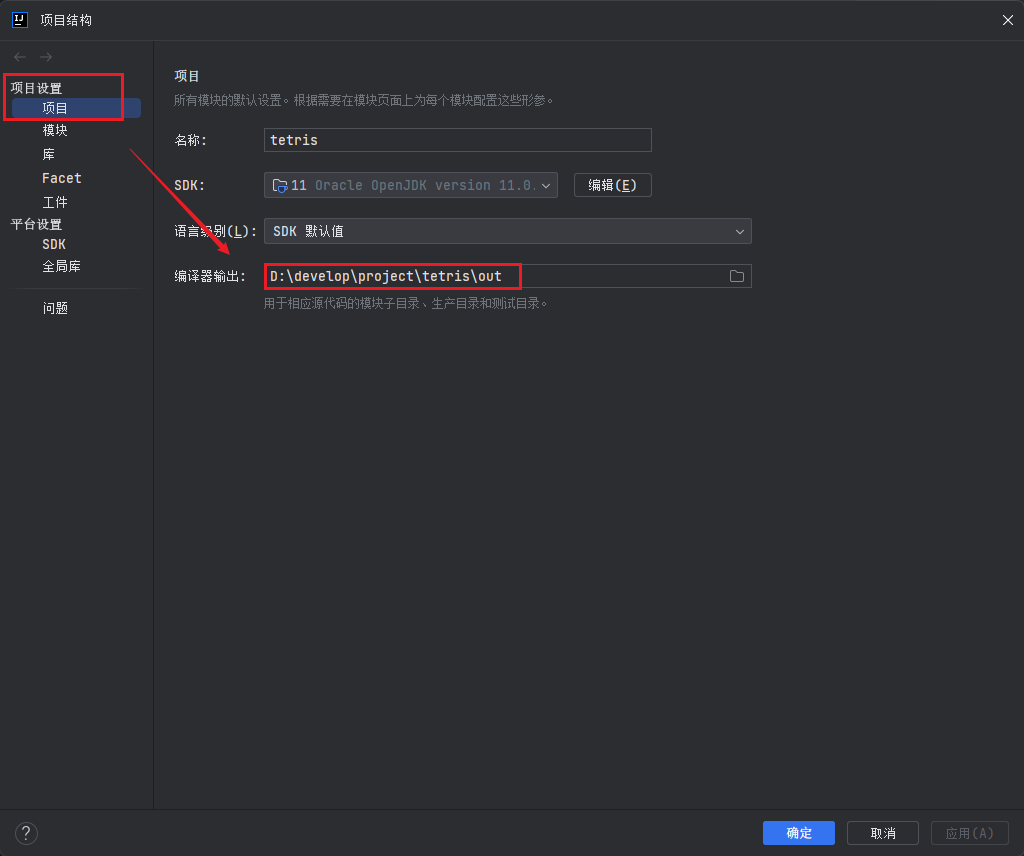 项目结构
项目设置
项目
模块
库
Facet
工件
平台设置
SDK
全局库
问题
项目
所有模块的默认设置。根据需要在模块页面上为每个模块配置这些形参。
名称: tetris
SDK: 11 Oracle OpenJDK version 11.0. 编辑(E)
语言级别(L): SDK 默认值
编译器输出: D:\develop\project\tetris\out
用于相应源代码的模块子目录、生产目录和测试目录。
? 确定 取消 应用(A)